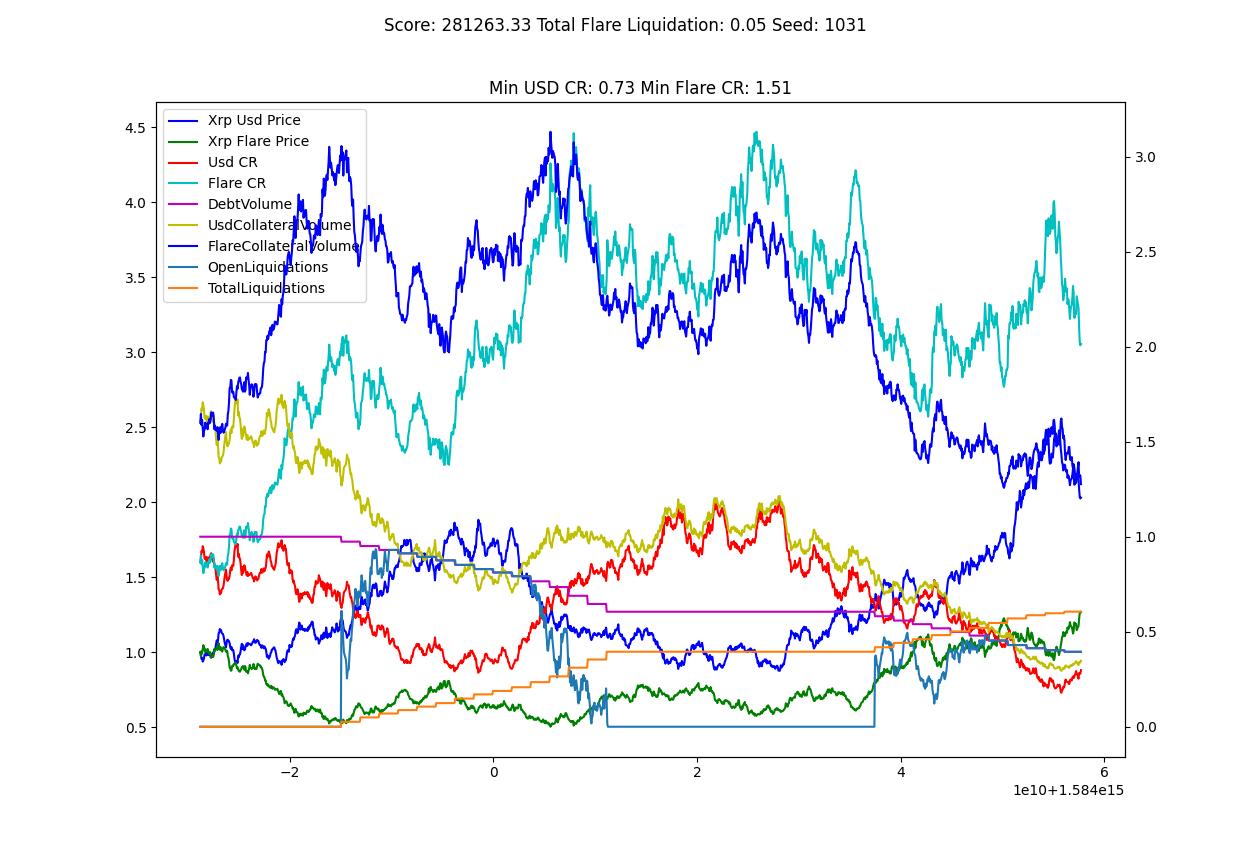 Score: 281263.33 Total Flare Liquidation: 0.05 Seed: 1031
Min USD CR: 0.73 Min Flare CR: 1.51
Xrp Usd Price
Xrp Flare Price
Usd CR
Flare CR
DebtVolume
UsdCollateralVolume
FlareCollateralVolume
OpenLiquidations
TotalLiquidations
4.5
4.0
3.5
3.0
2.5
2.0
1.5
1.0
0.5
3.0
2.5
2.0
1.5
1.0
0.5
0.0
−2 0 2 4 6
1e10+1.584e15